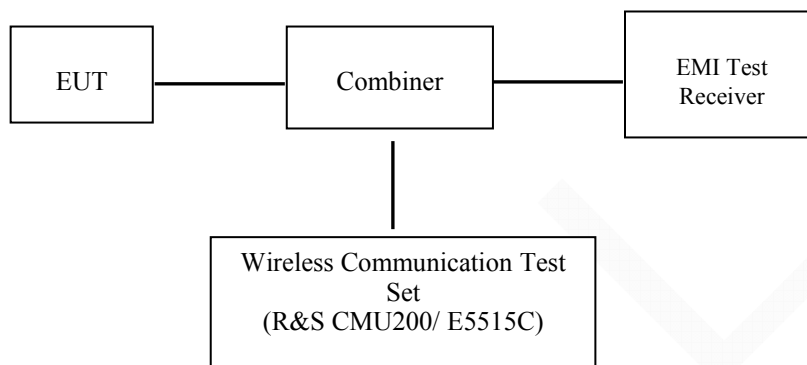 EUT
Combiner
EMI Test
Receiver
Wireless Communication Test
Set
(R&S CMU200/ E5515C)